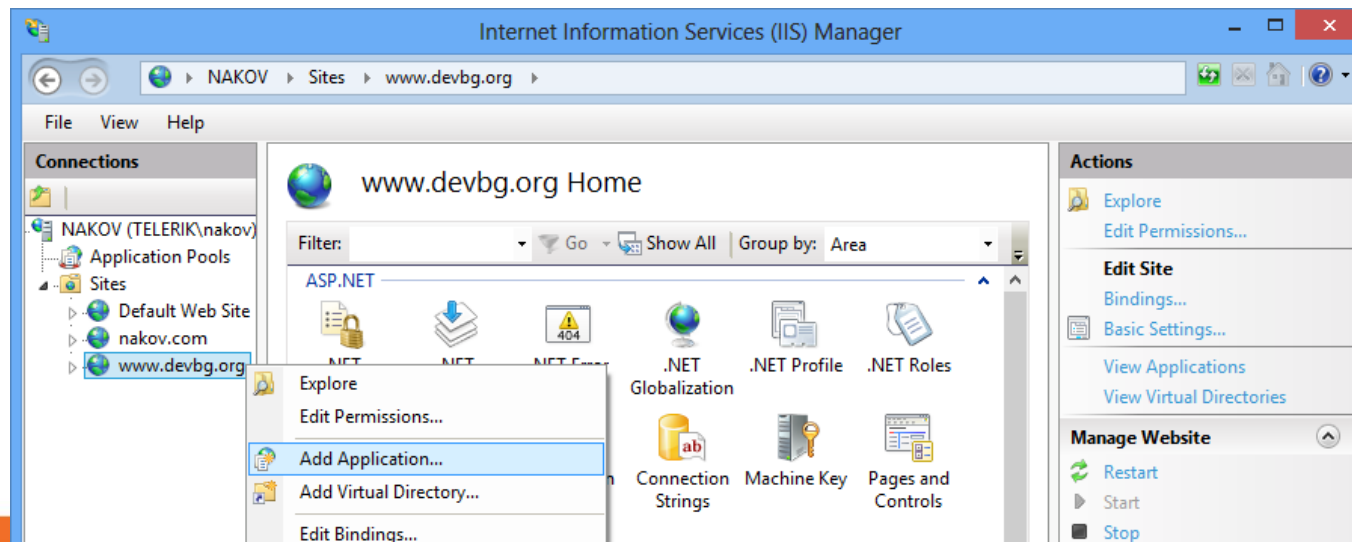 Internet Information Services (IIS) Manager
NAKOV Sites www.devbg.org
File View Help
Connections
NAKOV (TELERIK\nakov)
Application Pools
Sites
Default Web Site
nakov.com
www.devbg.org
www.devbg.org Home
Filter: Go Show All Group by: Area
ASP.NET
404
.NET Globalization
.NET Profile
.NET Roles
ab
Connection Strings
Machine Key
Pages and Controls
Explore
Edit Permissions...
Add Application...
Add Virtual Directory...
Edit Bindings...
Actions
Explore
Edit Permissions...
Edit Site
Bindings...
Basic Settings...
View Applications
View Virtual Directories
Manage Website
Restart
Start
Stop